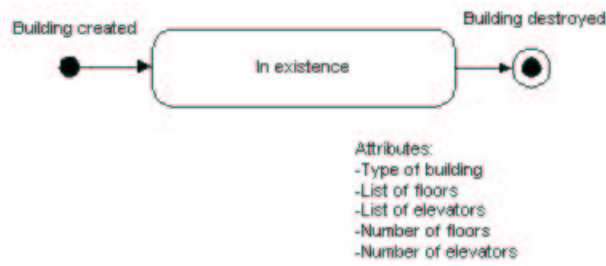 Building created
Building destroyed
In existence
Attributes:
-Type of building
-List of floors
-List of elevators
-Number of floors
-Number of elevators